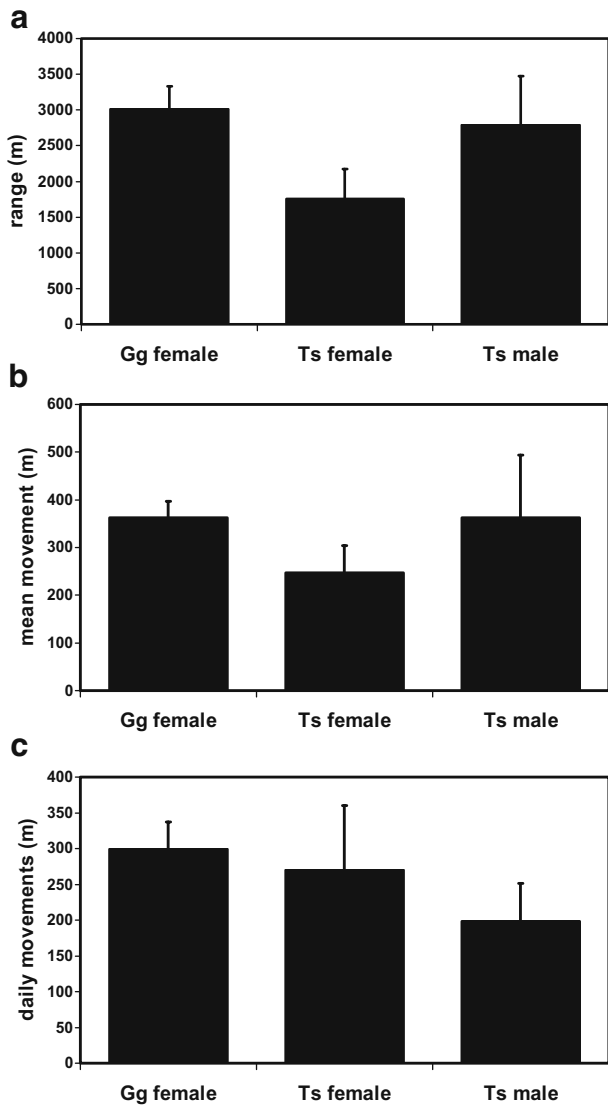 a
range (m)
4000
3500
3000
2500
2000
1500
1000
500
0
Gg female Ts female Ts male
b
mean movement (m)
600
500
400
300
200
100
0
Gg female Ts female Ts male
c
daily movements (m)
400
350
300
250
200
150
100
50
0
Gg female Ts female Ts male